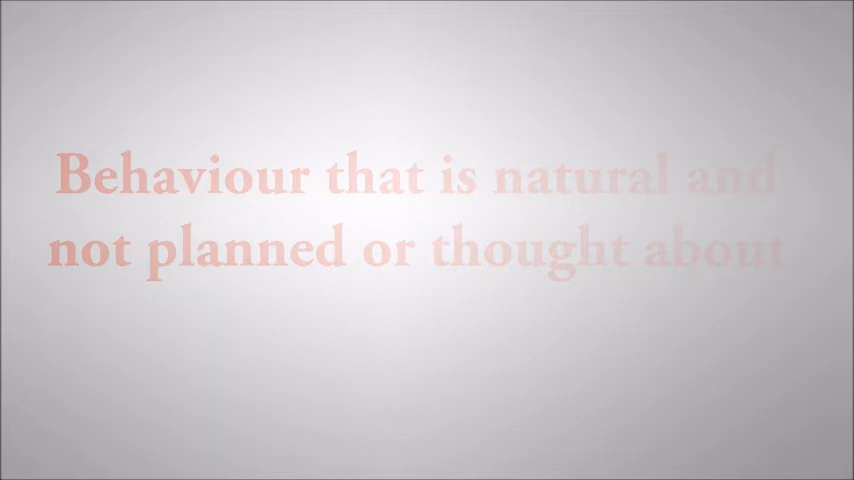 Behaviour that is natural and
not planned or thought about